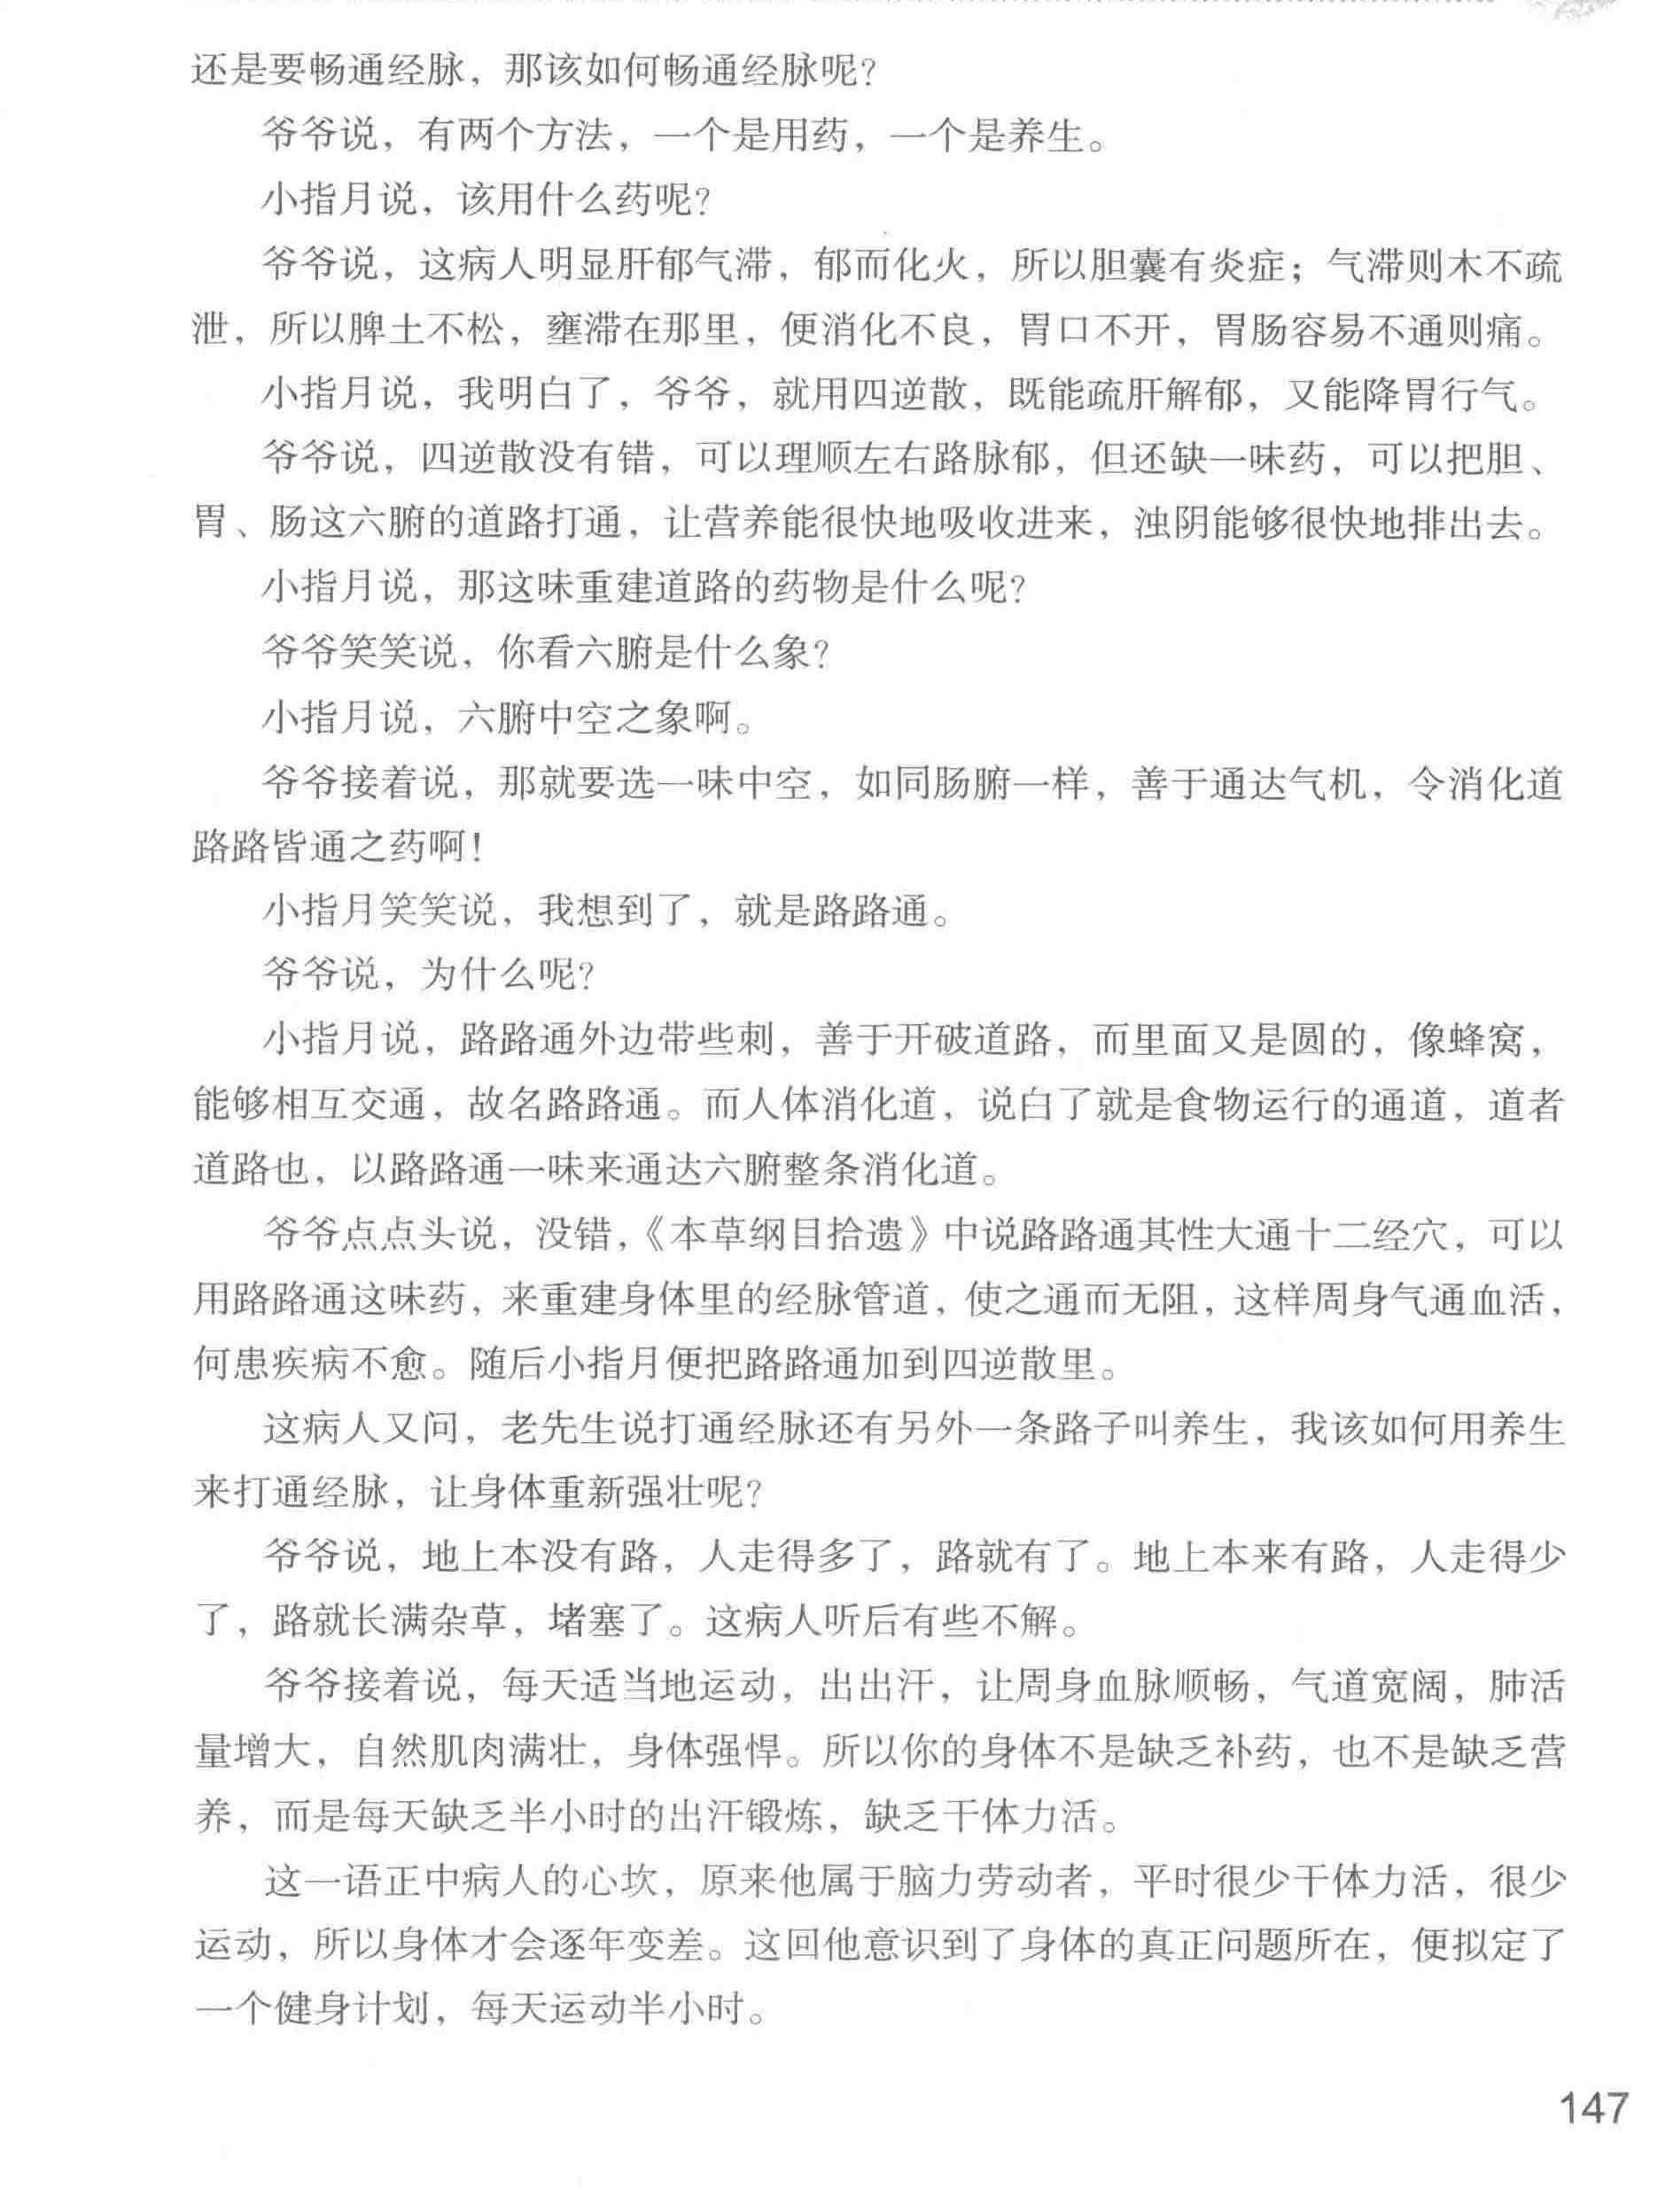 还是要畅通经脉，那该如何畅通经脉呢？
爷爷说，有两个方法，一个是用药，一个是养生。
小指月说，该用什么药呢？
爷爷说，这病人明显肝郁气滞，郁而化火，所以胆囊有炎症；气滞则木不疏
泄，所以脾土不松，壅滞在那里，便消化不良，胃口不开，胃肠容易不通则痛。
小指月说，我明白了，爷爷，就用四逆散，既能疏肝解郁，又能降胃行气。
爷爷说，四逆散没有错，可以理顺左右路脉郁，但还缺一味药，可以把胆、
胃、肠这六腑的道路打通，让营养能很快地吸收进来，浊阴能够很快地排出去。
小指月说，那这味重建道路的药物是什么呢？
爷爷笑笑说，你看六腑是什么象？
小指月说，六腑中空之象啊。
爷爷接着说，那就要选一味中空，如同肠腑一样，善于通达气机，令消化道
路路皆通之药啊！
小指月笑笑说，我想到了，就是路路通。
爷爷说，为什么呢？
小指月说，路路通外边带些刺，善于开破道路，而里面又是圆的，像蜂窝，
能够相互交通，故名路路通。而人体消化道，说白了就是食物运行的通道，道者
道路也，以路路通一味来通达六腑整条消化道。
爷爷点点头说，没错，《本草纲目拾遗》中说路路通其性大通十二经穴，可以
用路路通这味药，来重建身体里的经脉管道，使之通而无阻，这样周身气通血活，
何患疾病不愈。随后小指月便把路路通加到四逆散里。
这病人又问，老先生说打通经脉还有另外一条路子叫养生，我该如何用养生
来打通经脉，让身体重新强壮呢？
爷爷说，地上本没有路，人走得多了，路就有了。地上本来有路，人走得少
了，路就长满杂草，堵塞了。这病人听后有些不解。
爷爷接着说，每天适当地运动，出出汗，让周身血脉顺畅，气道宽阔，肺活
量增大，自然肌肉满壮，身体强悍。所以你的身体不是缺乏补药，也不是缺乏营
养，而是每天缺乏半小时的出汗锻炼，缺乏干体力活。
这一语正中病人的心坎，原来他属于脑力劳动者，平时很少干体力活，很少
运动，所以身体才会逐年变差。这回他意识到了身体的真正问题所在，便拟定了
一个健身计划，每天运动半小时。
147